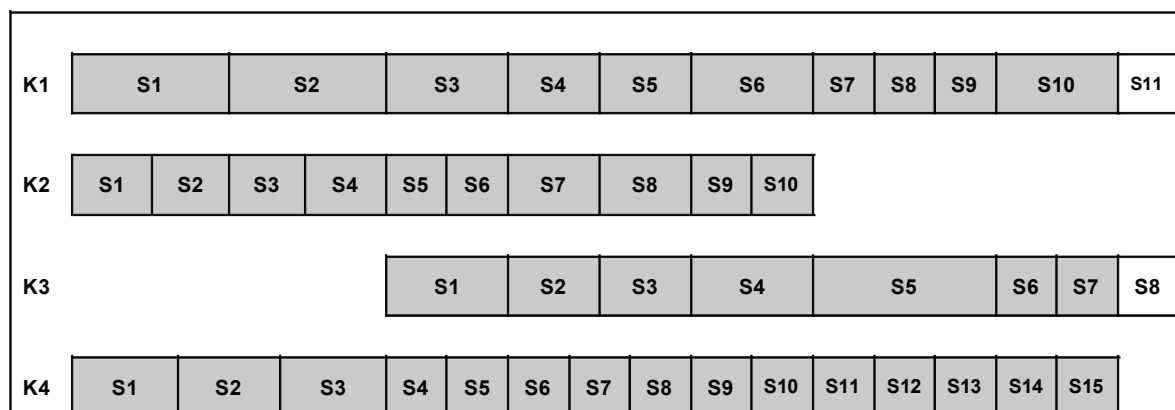 K1 S1 S2 S3 S4 S5 S6 S7 S8 S9 S10 S11
K2 S1 S2 S3 S4 S5 S6 S7 S8 S9 S10
K3 S1 S2 S3 S4 S5 S6 S7 S8
K4 S1 S2 S3 S4 S5 S6 S7 S8 S9 S10 S11 S12 S13 S14 S15